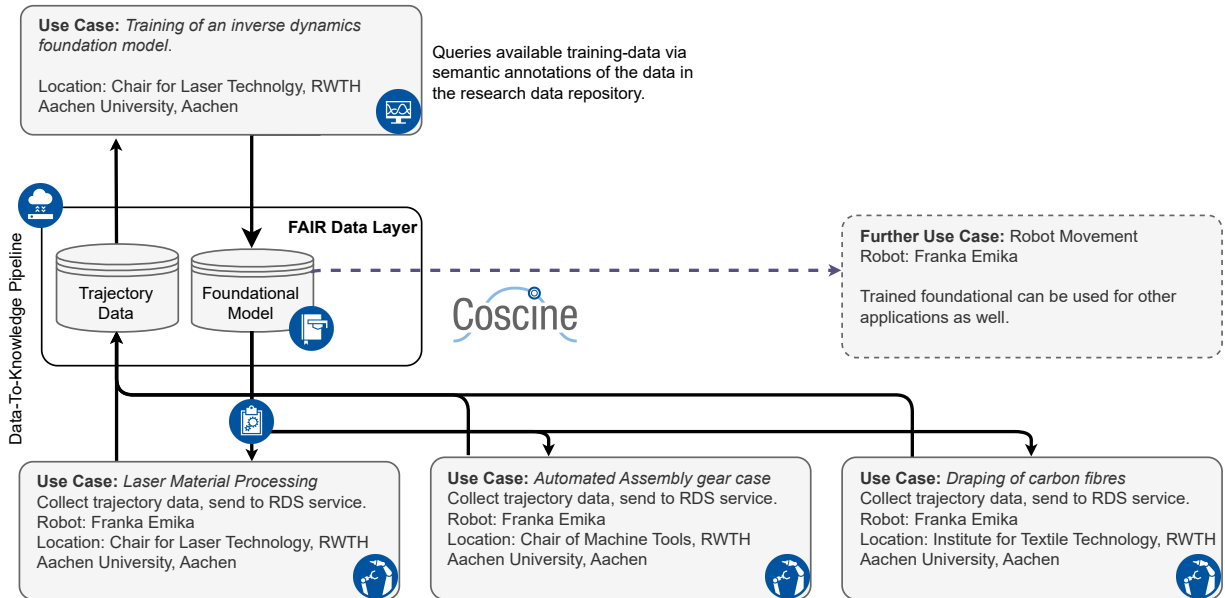 Use Case: Training of an inverse dynamics
foundation model.
Location: Chair for Laser Technolgy, RWTH
Aachen University, Aachen
Queries available training-data via
semantic annotations of the data in
the research data repository.
Data-To-Knowledge Pipeline
FAIR Data Layer
Trajectory
Data
Foundational
Model
Coscine
Further Use Case: Robot Movement
Robot: Franka Emika
Trained foundational can be used for other
applications as well.
Use Case: Laser Material Processing
Collect trajectory data, send to RDS service.
Robot: Franka Emika
Location: Chair for Laser Technology, RWTH
Aachen University, Aachen
Use Case: Automated Assembly gear case
Collect trajectory data, send to RDS service.
Robot: Franka Emika
Location: Chair of Machine Tools, RWTH
Aachen University, Aachen
Use Case: Draping of carbon fibres
Collect trajectory data, send to RDS service.
Robot: Franka Emika
Location: Institute for Textile Technology, RWTH
Aachen University, Aachen